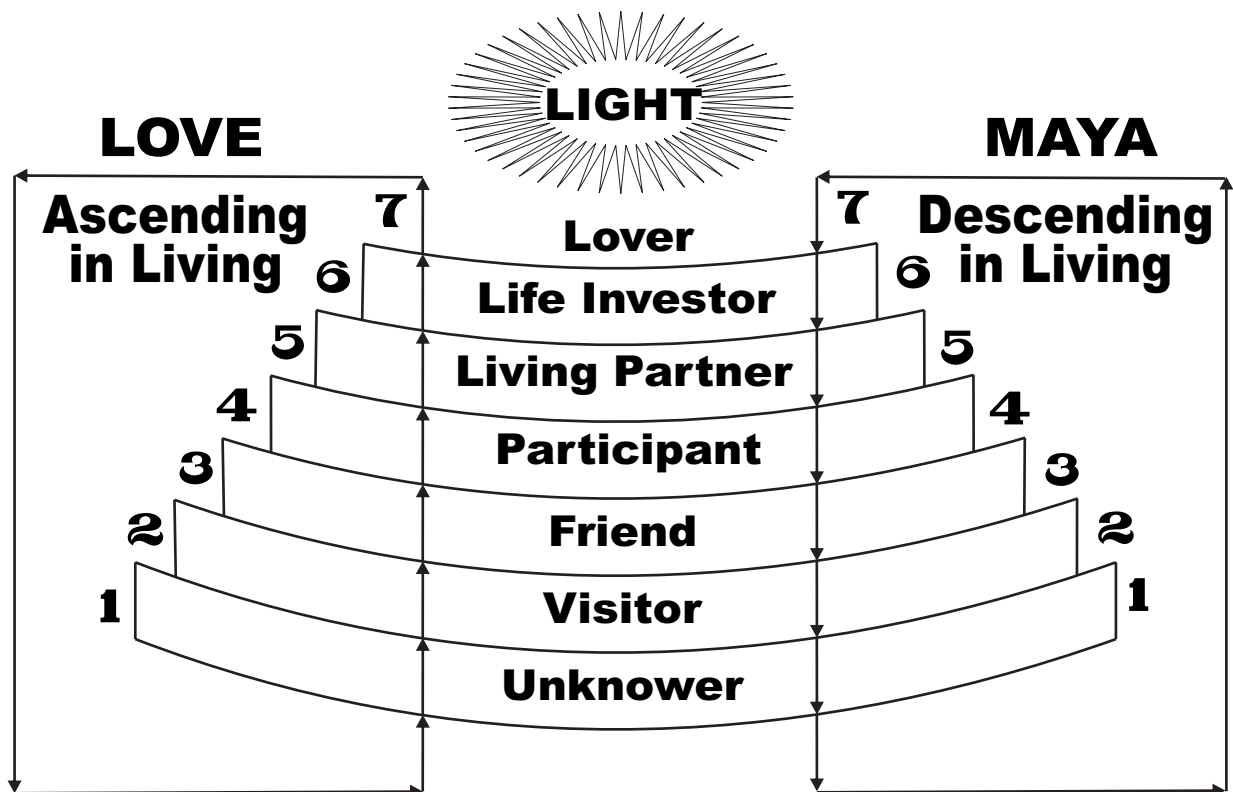 LIGHT
LOVE
MAYA
Ascending
in Living
7
Lover
7
Descending
in Living
6
Life Investor
6
5
Living Partner
5
4
Participant
4
3
Friend
3
2
Visitor
2
1
Unknower
1